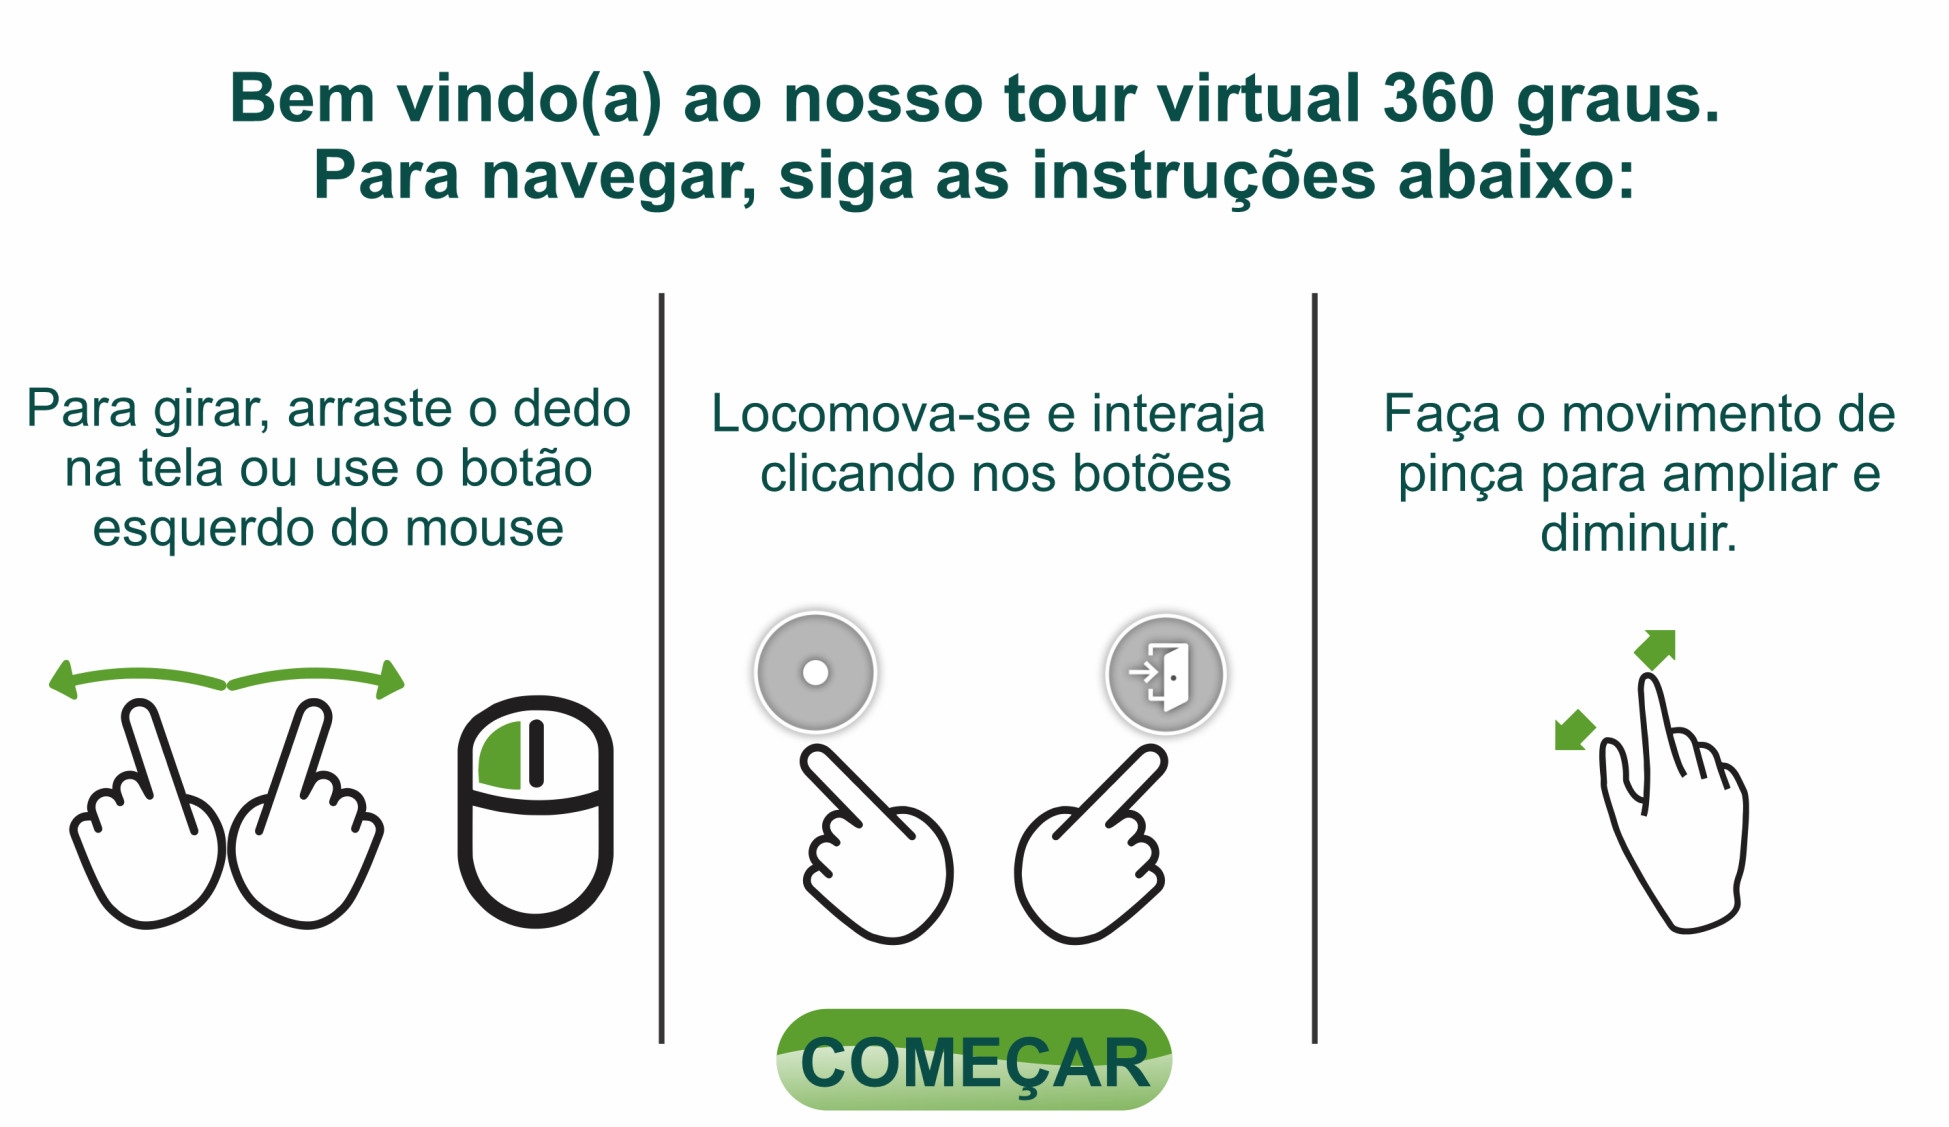 Bem vindo(a) ao nosso tour virtual 360 graus.
Para navegar, siga as instruções abaixo:
Para girar, arraste o dedo
na tela ou use o botão
esquerdo do mouse
Locomova-se e interaja
clicando nos botões
Faça o movimento de
pinça para ampliar e
diminuir.
COMEÇAR